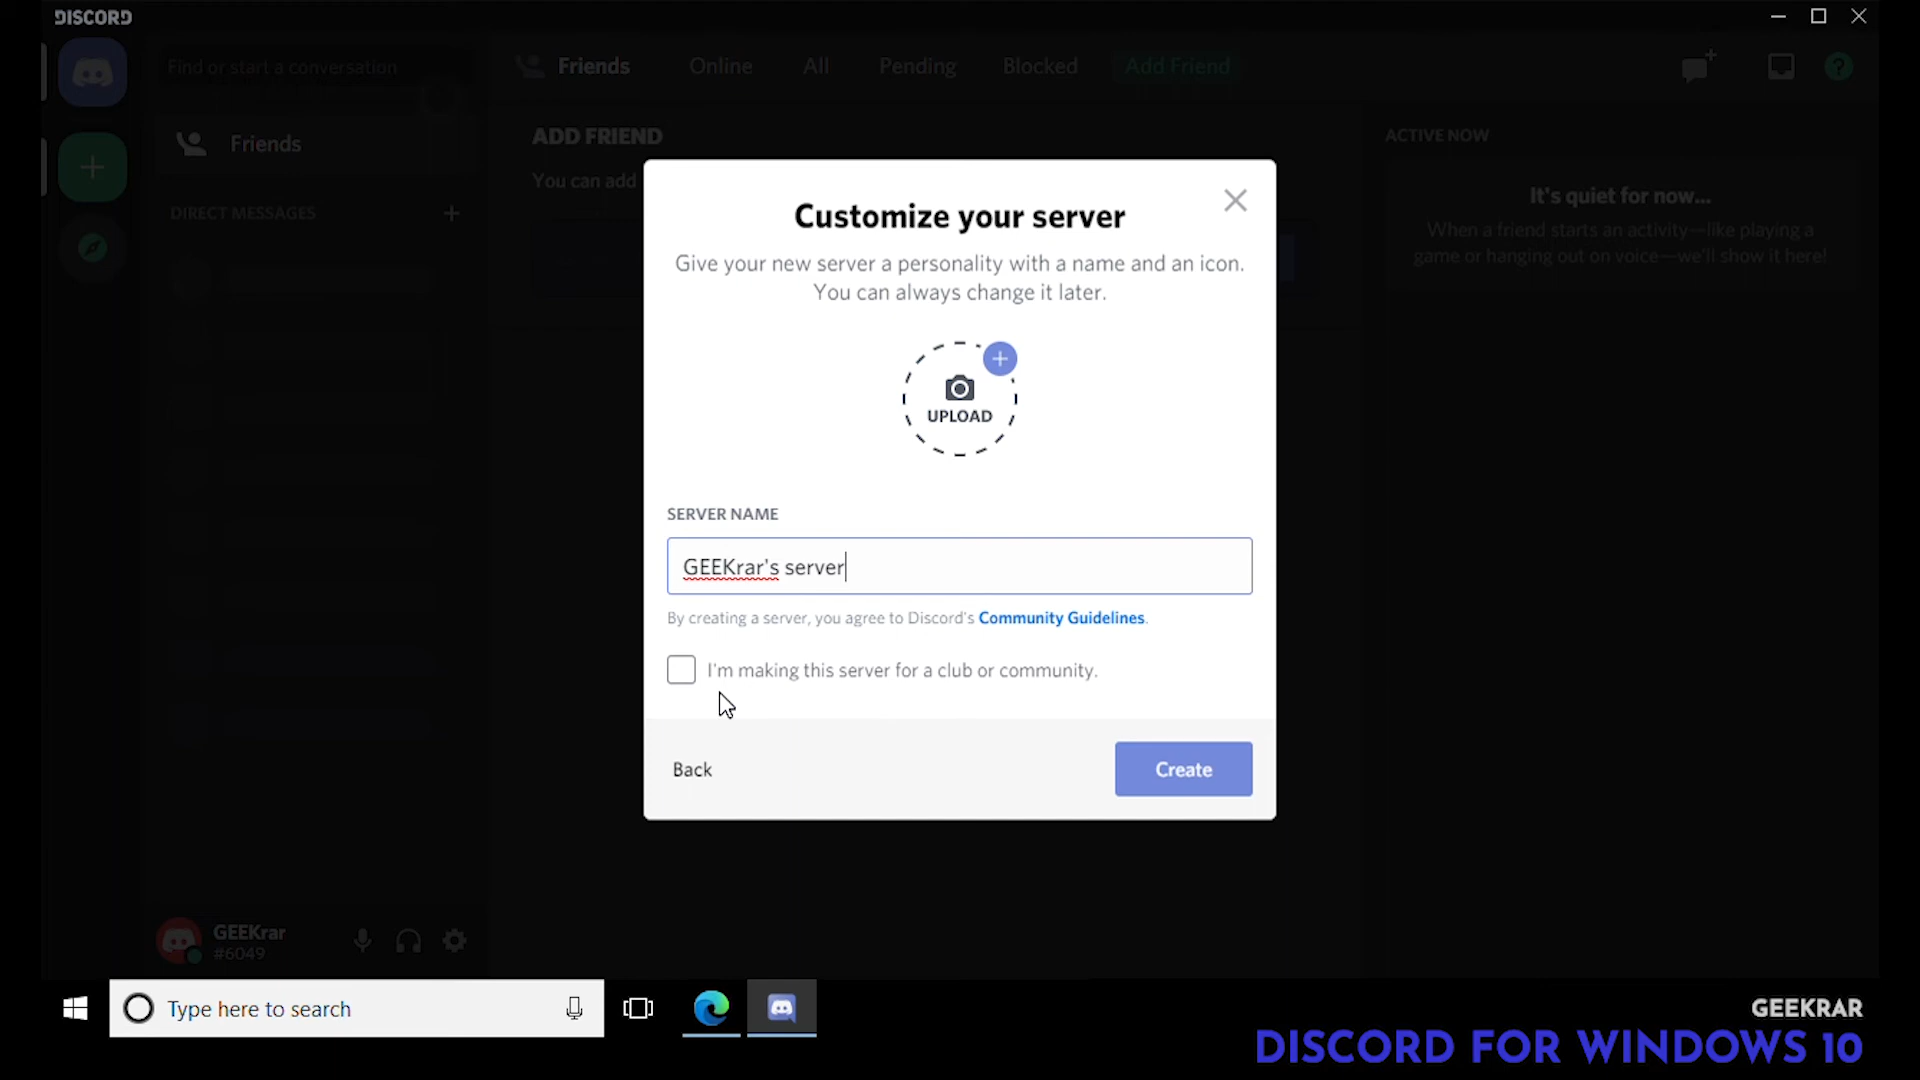 DISCORD
Find or start a conversation
Friends
Online
All
Pending
Blocked
Add Friend
Friends
DIRECT MESSAGES
ADD FRIEND
You can add
ACTIVE NOW
It's quiet for now...
When a friend starts an activity—like playing a
game or hanging out on voice—we'll show it here!
Customize your server
Give your new server a personality with a name and an icon.
You can always change it later.
UPLOAD
SERVER NAME
GEEKrar's server
By creating a server, you agree to Discord's Community Guidelines.
I'm making this server for a club or community.
Back
Create
GEEKrar
#6049
Type here to search
GEEKRAR
DISCORD FOR WINDOWS 10